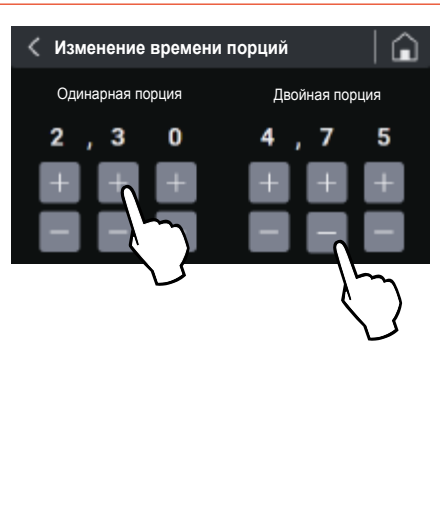 Изменение времени порций
Одинарная порция
Двойная порция
2 , 3 0
4 , 7 5
+ + + + + +
− − − − −